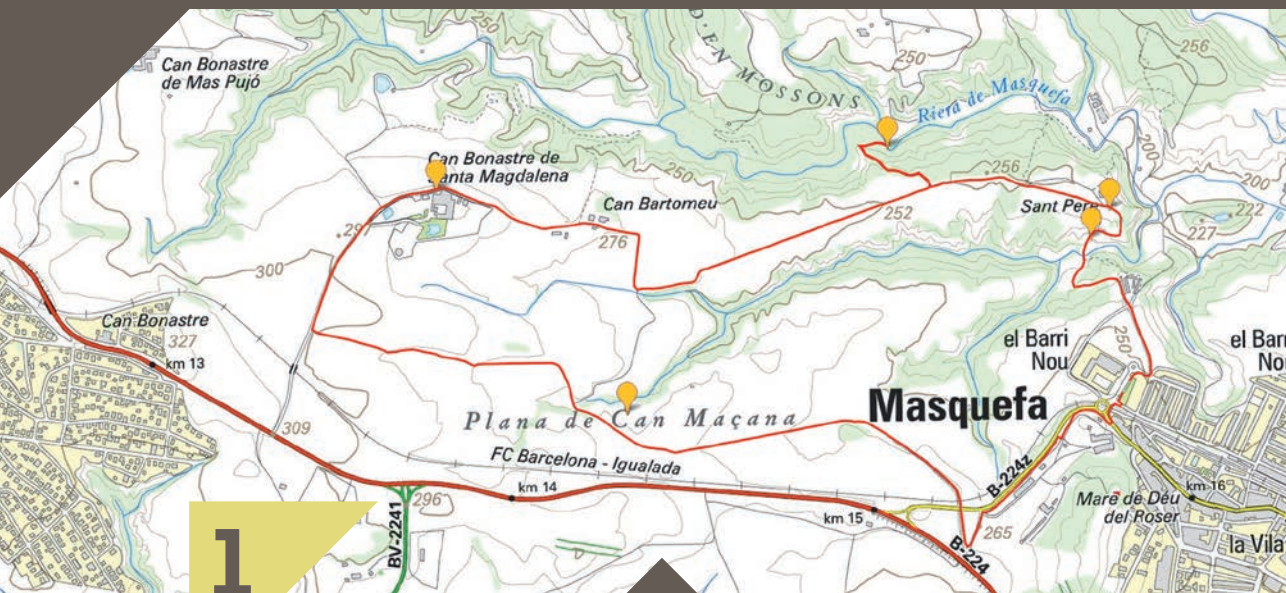 250
250
256
Can Bonastre
de Mas Pujó
D'EN MOSSONS
Riera de Masquefa
200
Can Bonastre de
Santa Magdalena
250
256
200
Can Bartomeu
252
Sant Pere
222
227
276
29
300
Can Bonastre
327
km 13
el Barri
Nou
250
el Barr
Nou
Masquefa
Plana de Can Maçana
309
FC Barcelona - Igualada
B-224z
km 14
296
km 15
km 16
Mare de Déu
del Roser
265
B-224
BV-2241
la Vila
1